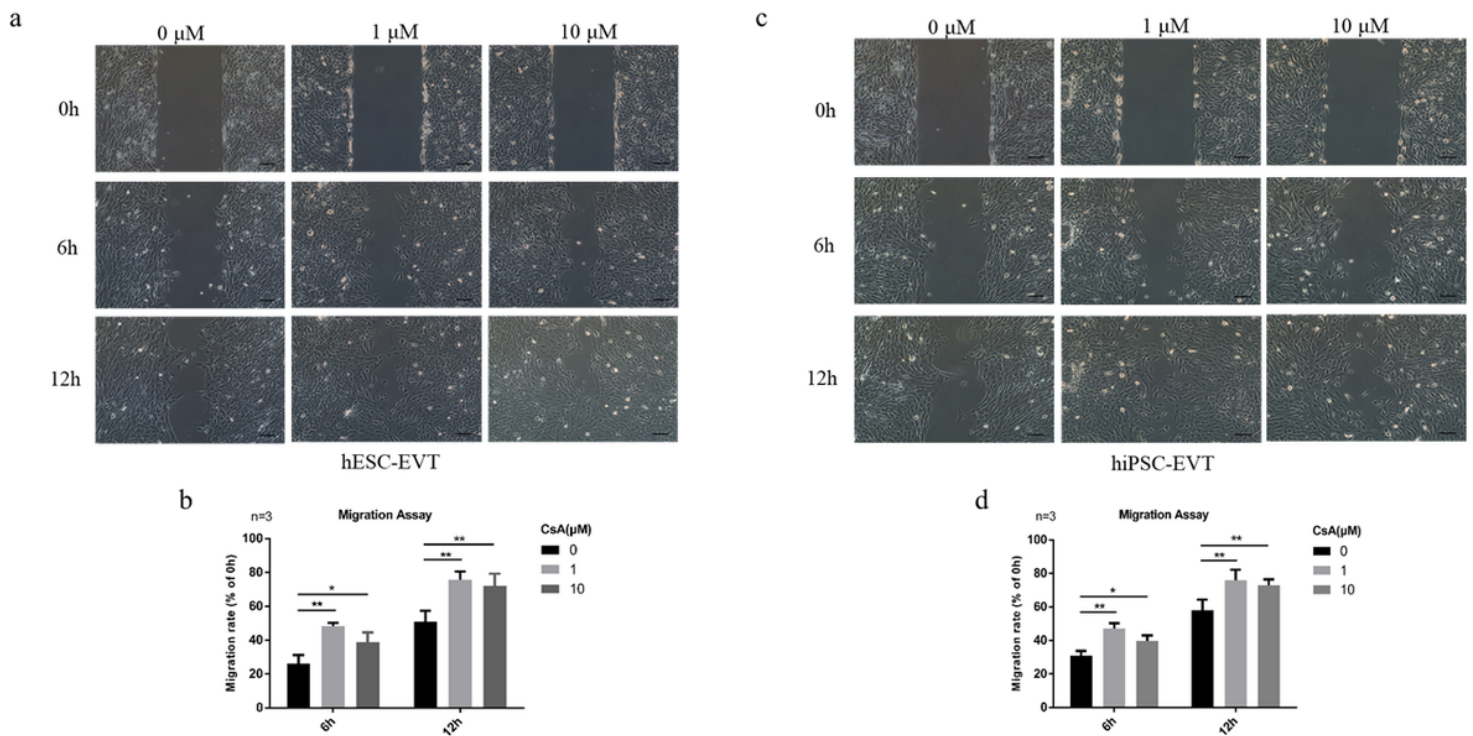 a
0 μM 1 μM 10 μM
0h
6h
12h
hESC-EVT
b
n=3
Migration Assay
Migration rate (% of 0h)
100
80
60
40
20
0
* **
** **
6h 12h
CsA(μM)
0
1
10
c
0 μM 1 μM 10 μM
0h
6h
12h
hiPSC-EVT
d
n=3
Migration Assay
Migration rate (% of 0h)
100
80
60
40
20
0
* **
** **
6h 12h
CsA(μM)
0
1
10